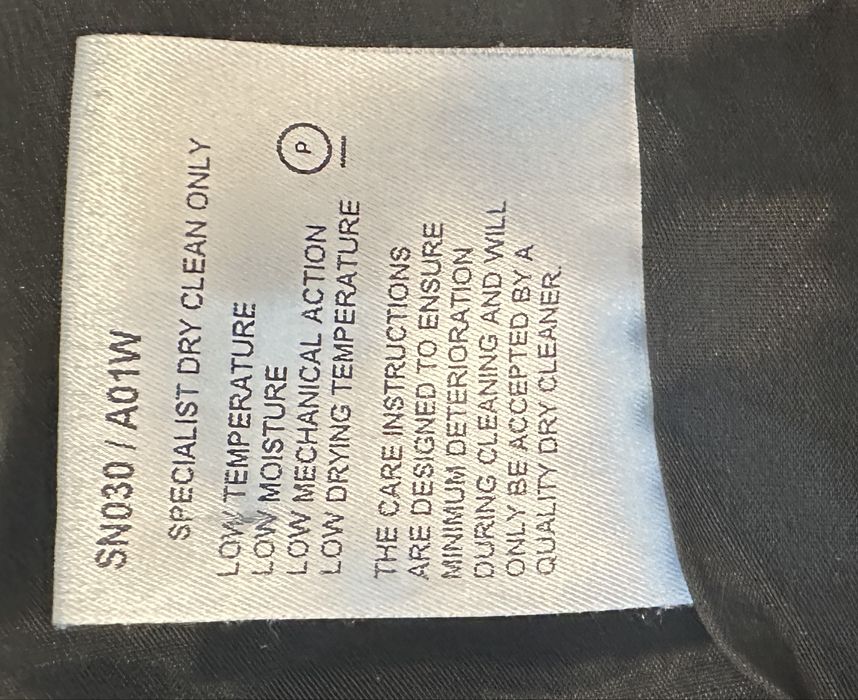 SN030 / A01W
SPECIALIST DRY CLEAN ONLY
LOW TEMPERATURE
LOW MOISTURE
LOW MECHANICAL ACTION
LOW DRYING TEMPERATURE
P
THE CARE INSTRUCTIONS
ARE DESIGNED TO ENSURE
MINIMUM DETERIORATION
DURING CLEANING AND WILL
ONLY BE ACCEPTED BY A
QUALITY DRY CLEANER.